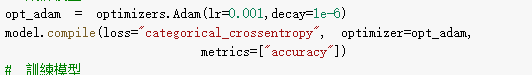 opt_adam = optimizers.Adam(lr=0.001,decay=1e-6)
model.compile(loss="categorical_crossentropy", optimizer=opt_adam,
metrics=["accuracy"])
# 訓練模型